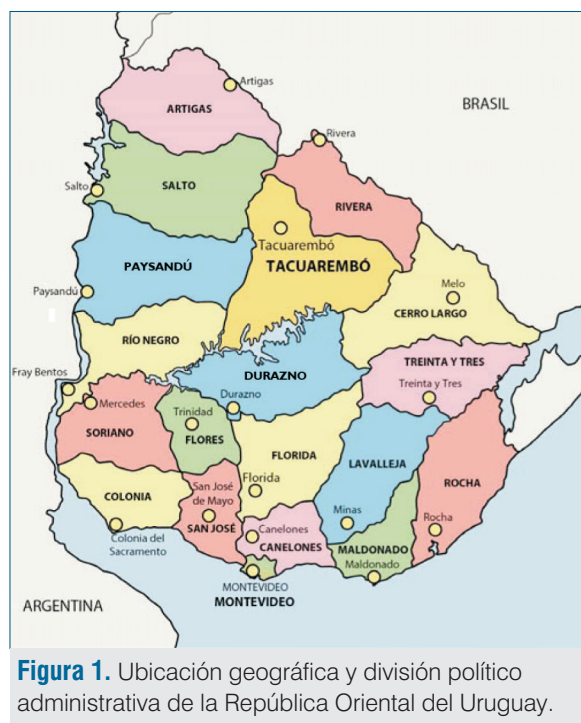 Artigas
ARTIGAS
BRASIL
Rivera
Salto
SALTO
RIVERA
Tacuarembó
TACUAREMBÓ
PAYSANDÚ
Paysandú
Melo
CERRO LARGO
RÍO NEGRO
TREINTA Y TRES
Fray Bentos
DURAZNO
Treinta y Tres
Mercedes
Durazno
Trinidad
SORIANO
FLORES
FLORIDA
LAVALLEJA
ROCHA
San José
de Mayo
Florida
COLONIA
Minas
Rocha
SAN JOSÉ
Canelones
CANELONES
Colonia del
Sacramento
MALDONADO
Maldonado
MONTEVIDEO
MONTEVIDEO
ARGENTINA
Figura 1. Ubicación geográfica y división político
administrativa de la República Oriental del Uruguay.